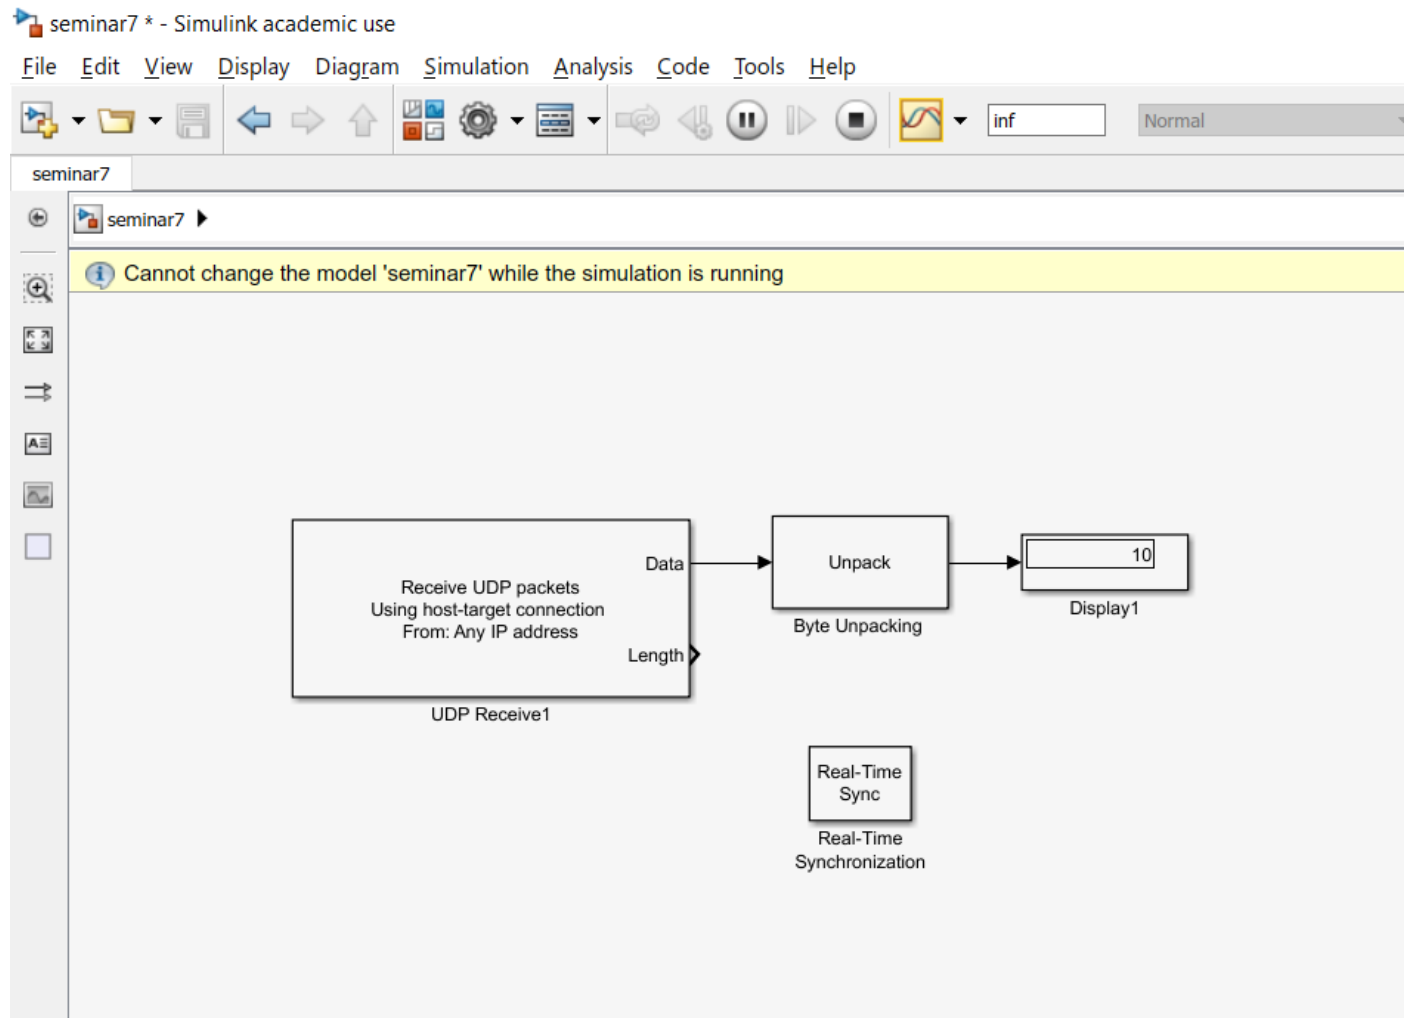 seminar7 * - Simulink academic use
File Edit View Display Diagram Simulation Analysis Code Tools Help
inf Normal
seminar7
seminar7
Cannot change the model 'seminar7' while the simulation is running
Data
Receive UDP packets
Using host-target connection
From: Any IP address
Length
UDP Receive1
Unpack
Byte Unpacking
10
Display1
Real-Time
Sync
Real-Time
Synchronization